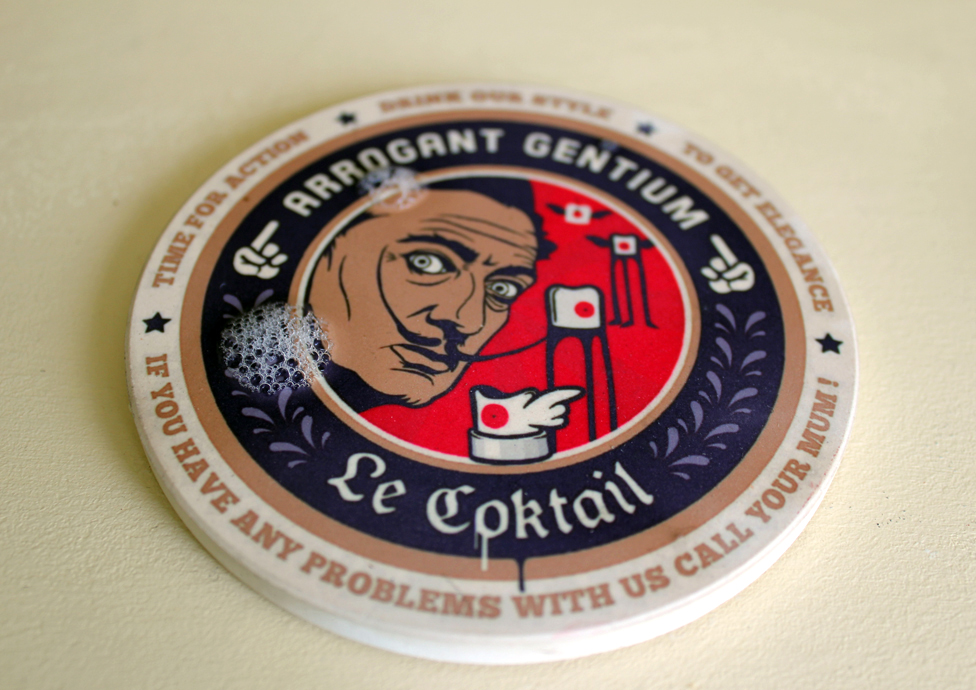 TIME FOR ACTION
DRINK OUR STYLE
TO GET ELEGANCE
ARROGANT GENTIUM
Le Coktail
IF YOU HAVE ANY PROBLEMS WITH US CALL YOUR MUM!